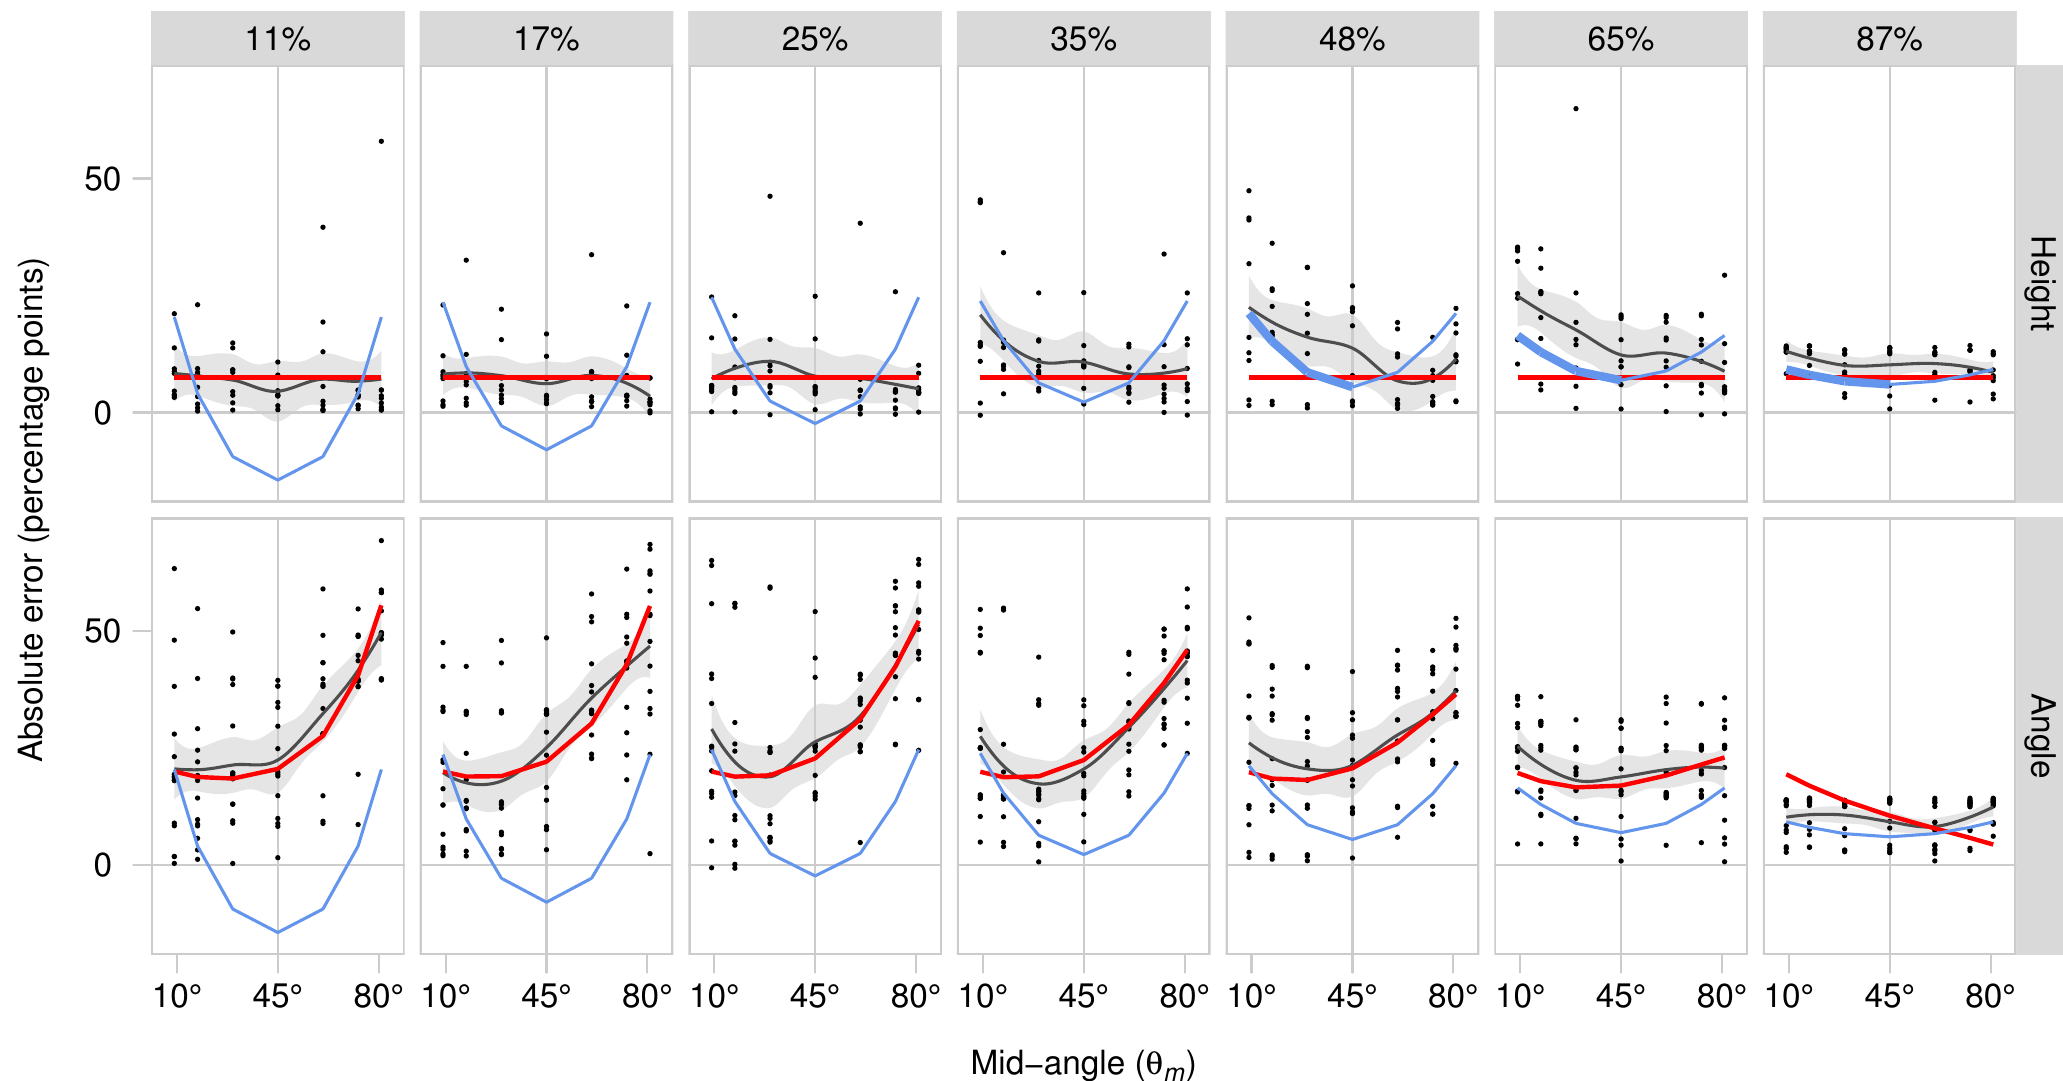 11% 17% 25% 35% 48% 65% 87%
50
0
Height
50
0
Angle
Absolute error (percentage points)
10° 45° 80° 10° 45° 80° 10° 45° 80° 10° 45° 80° 10° 45° 80° 10° 45° 80° 10° 45° 80°
Mid−angle (θm)